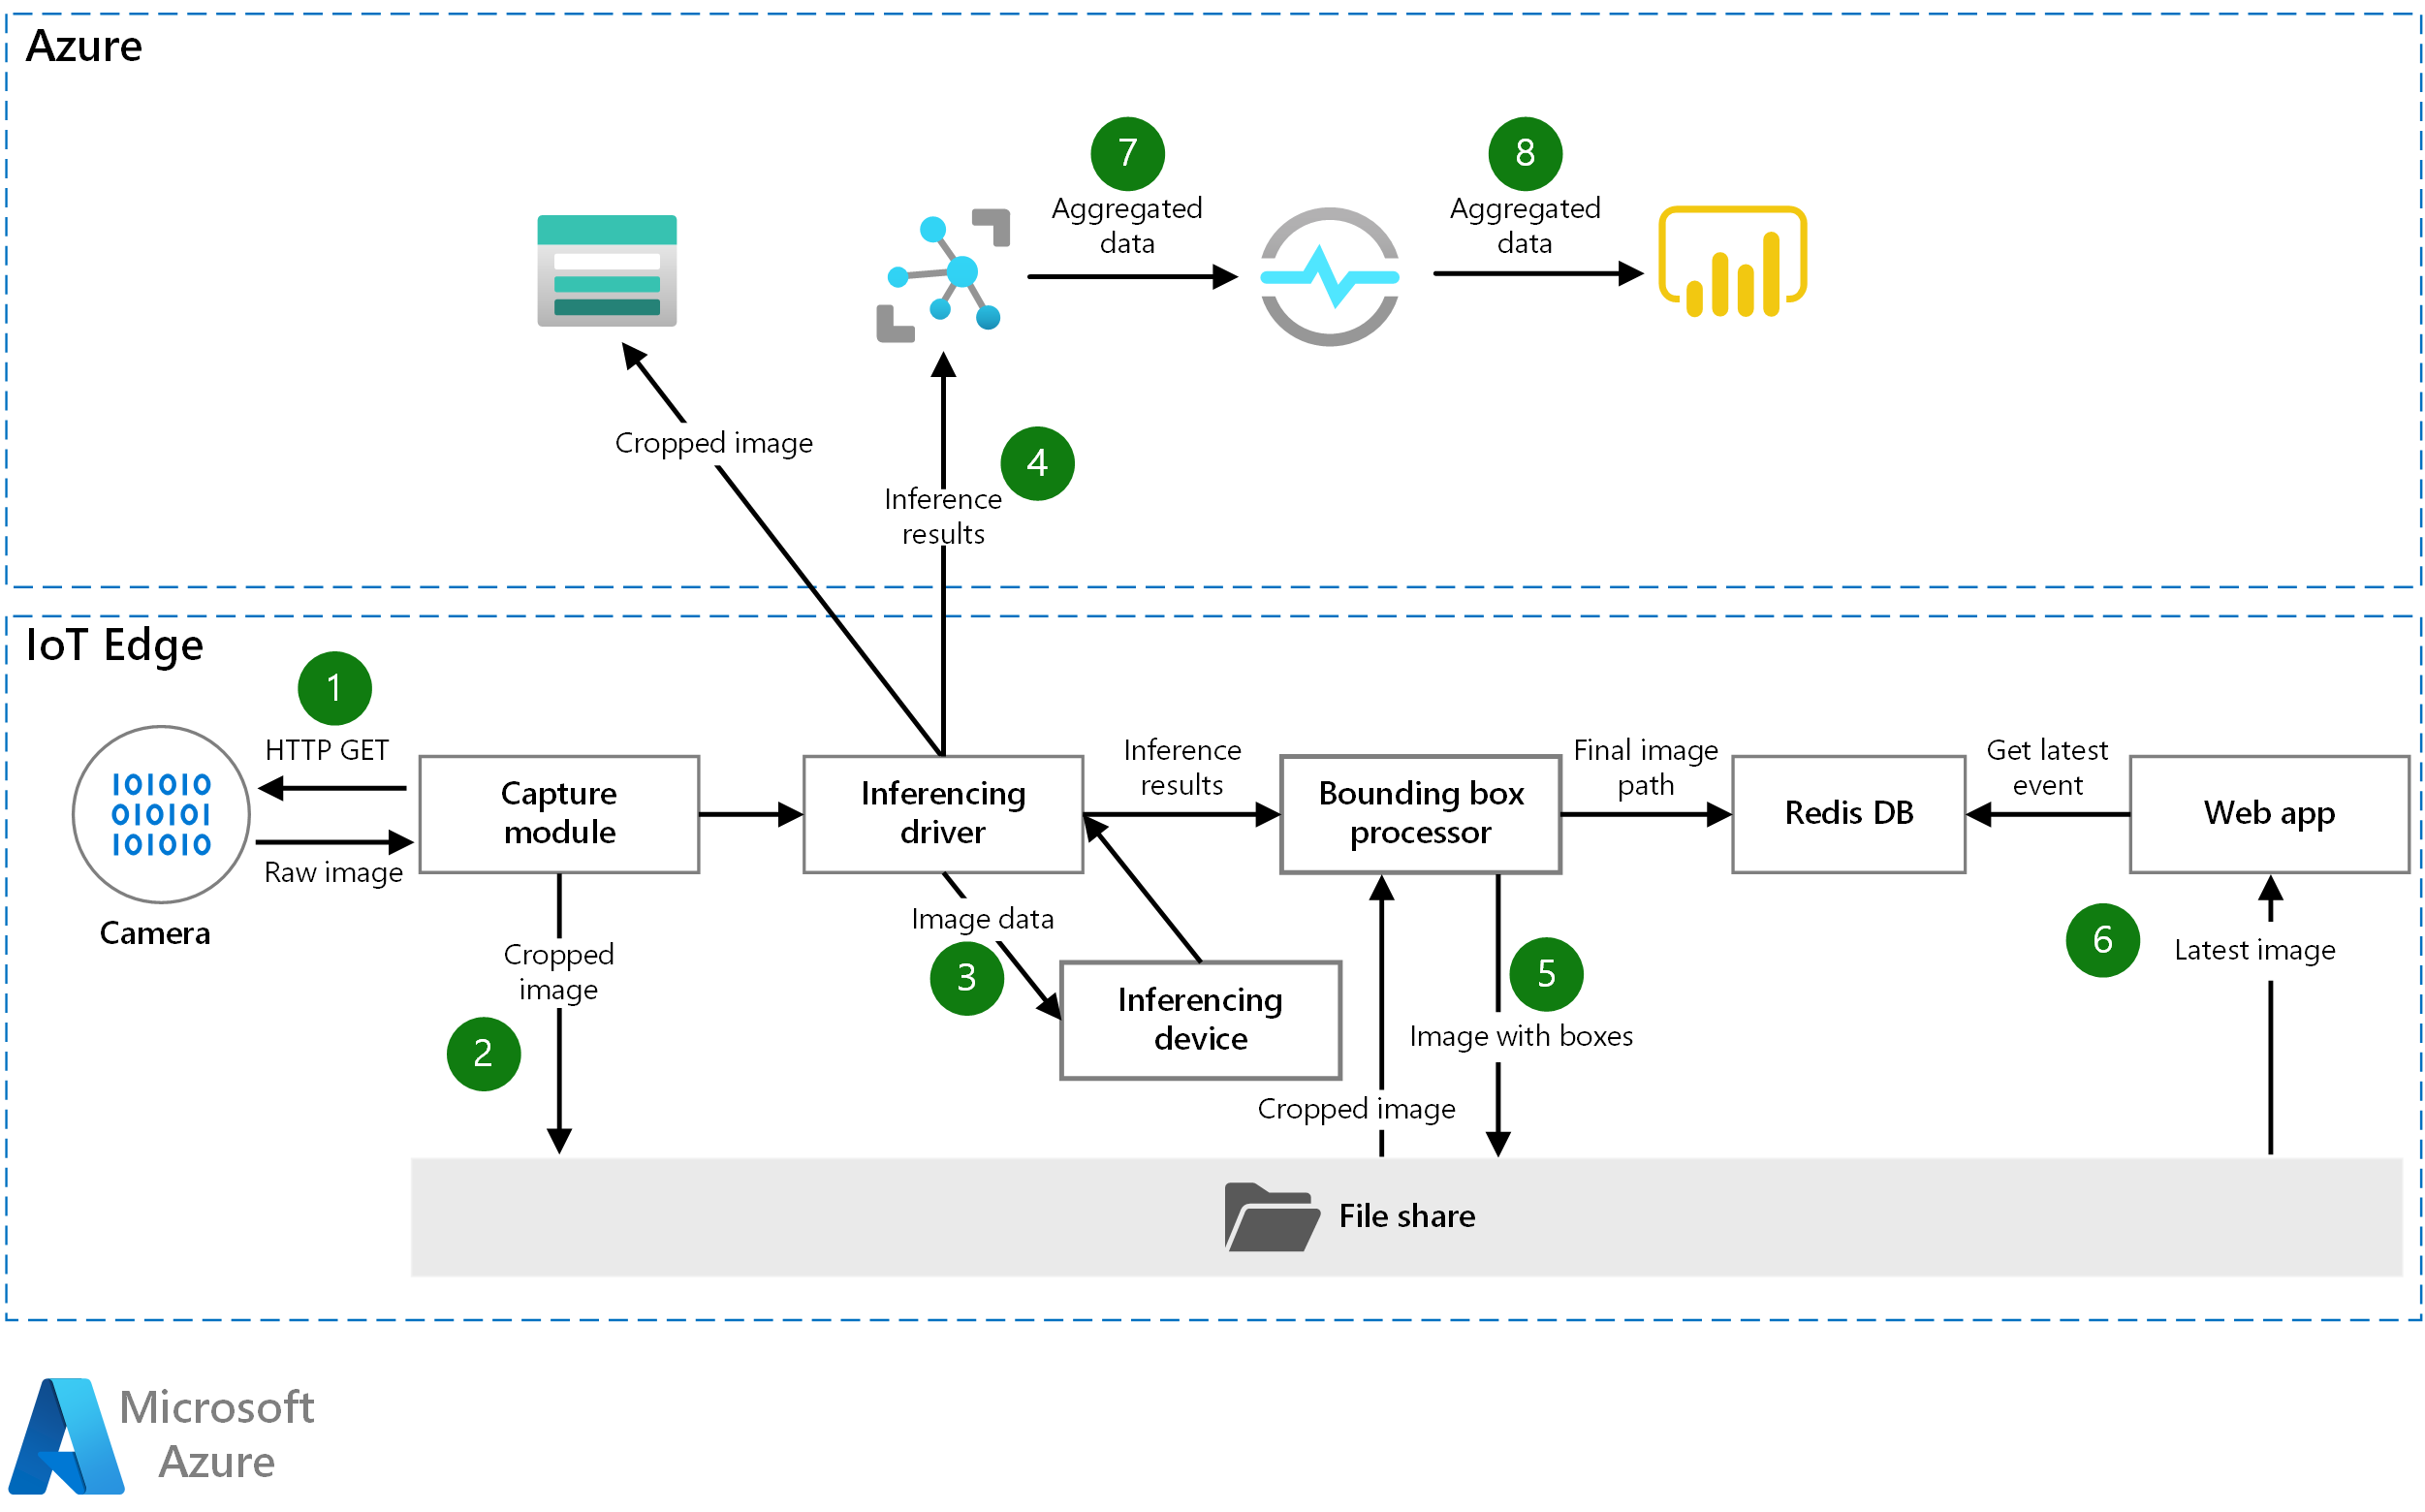 Azure
7
Aggregated
data
8
Aggregated
data
Cropped image
4
Inference
results
IoT Edge
1
HTTP GET
Raw image
101010
010101
101010
Camera
Capture
module
Inferencing
driver
Inference
results
Bounding box
processor
Final image
path
Redis DB
Get latest
event
Web app
Cropped
image
2
Image data
3
Inferencing
device
Cropped image
5
Image with boxes
6
Latest image
File share
Microsoft
Azure